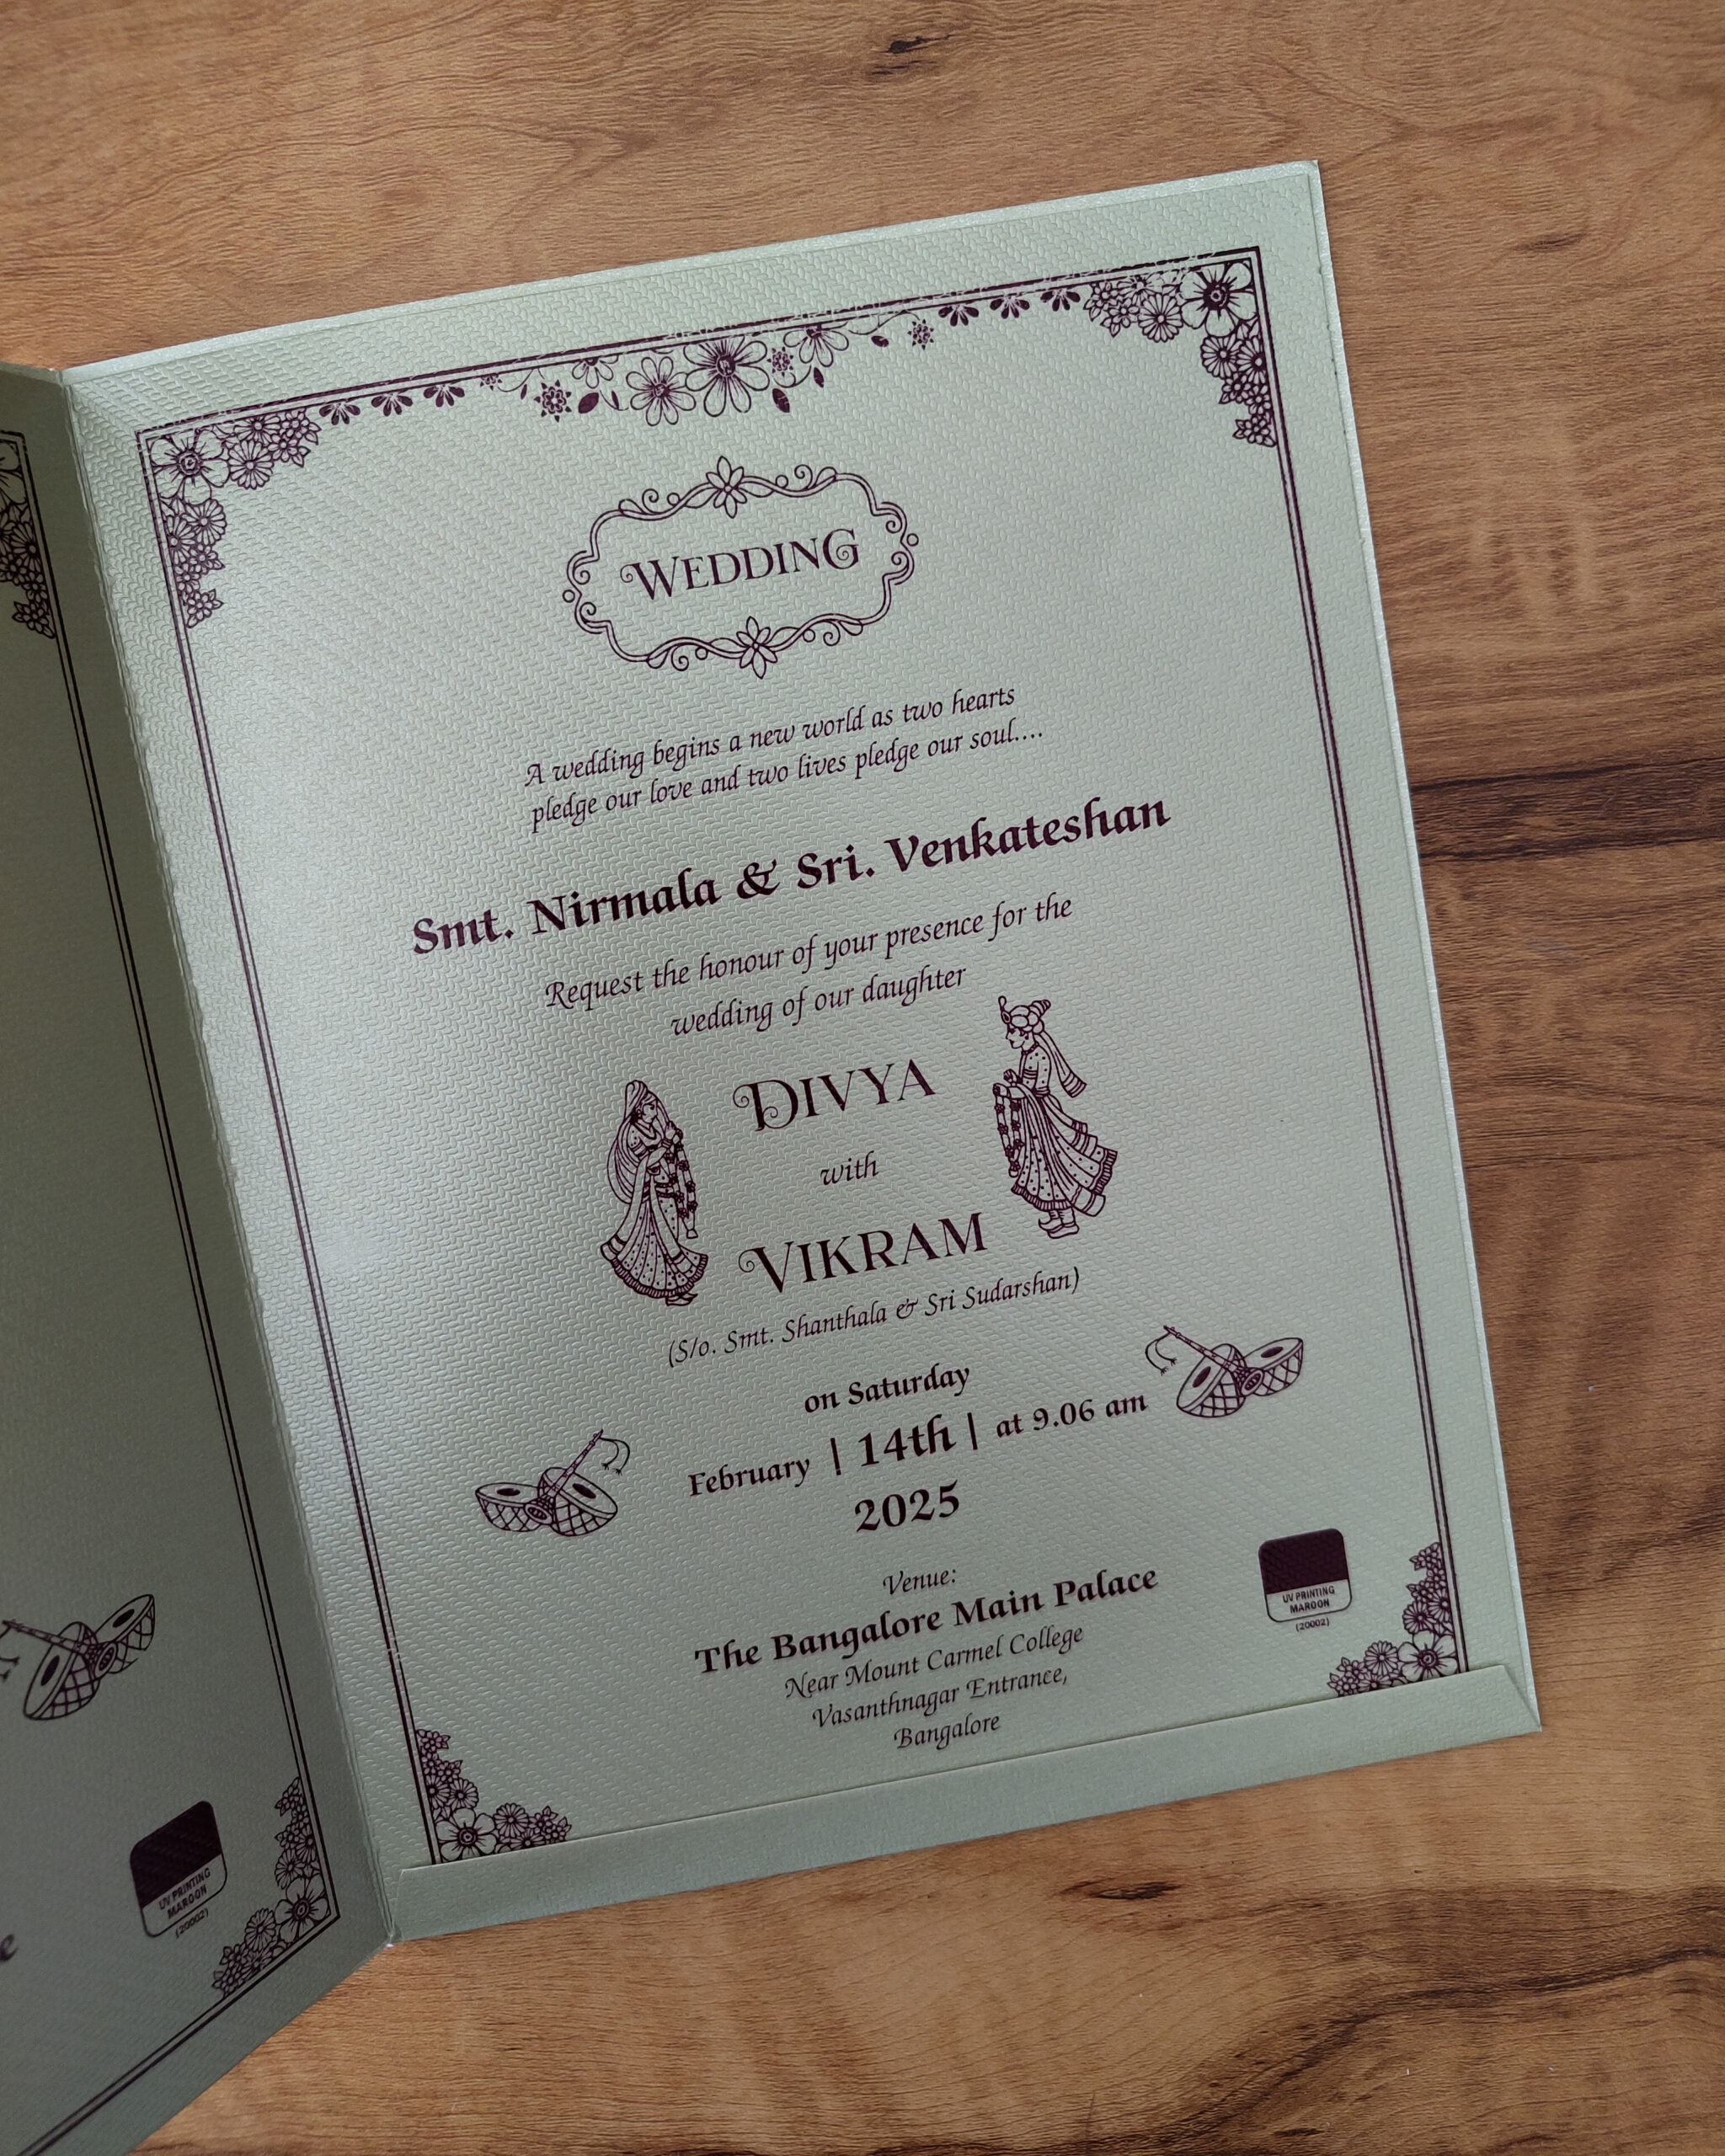 WEDDING
A wedding begins a new world as two hearts
pledge our love and two lives pledge our soul....
Smt. Nirmala & Sri. Venkateshan
Request the honour of your presence for the
wedding of our daughter
DIVYA
with
VIKRAM
(S/o. Smt. Shanthala & Sri Sudarshan)
on Saturday
February | 14th | at 9.06 am
2025
Venue:
The Bangalore Main Palace
Near Mount Carmel College
Vasanthnagar Entrance,
Bangalore
UV PRINTING
MAROON
(20002)
UV PRINTING
MAROON
(20002)